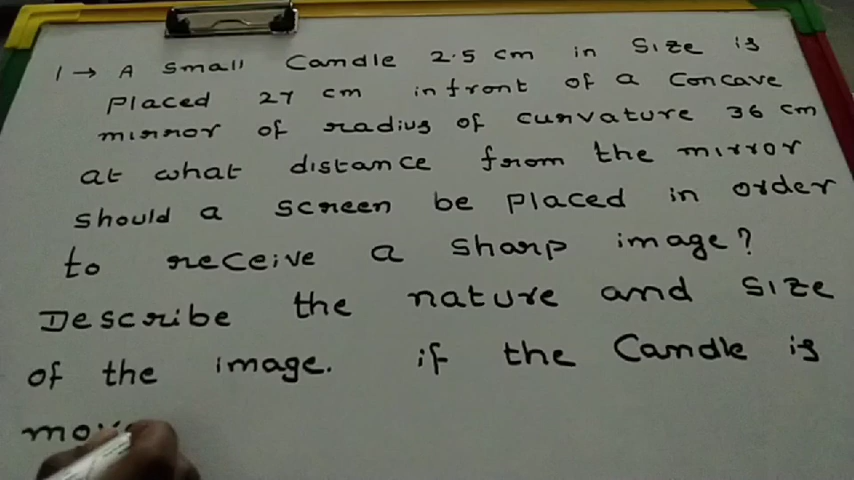 1 → A small Candle 2.5 cm in size is
placed 27 cm infront of a concave
mirror of radius of curvature 36 cm
at what distance from the mirror
should a screen be placed in order
to receive a sharp image?
Describe the nature and size
of the image. if the Candle is